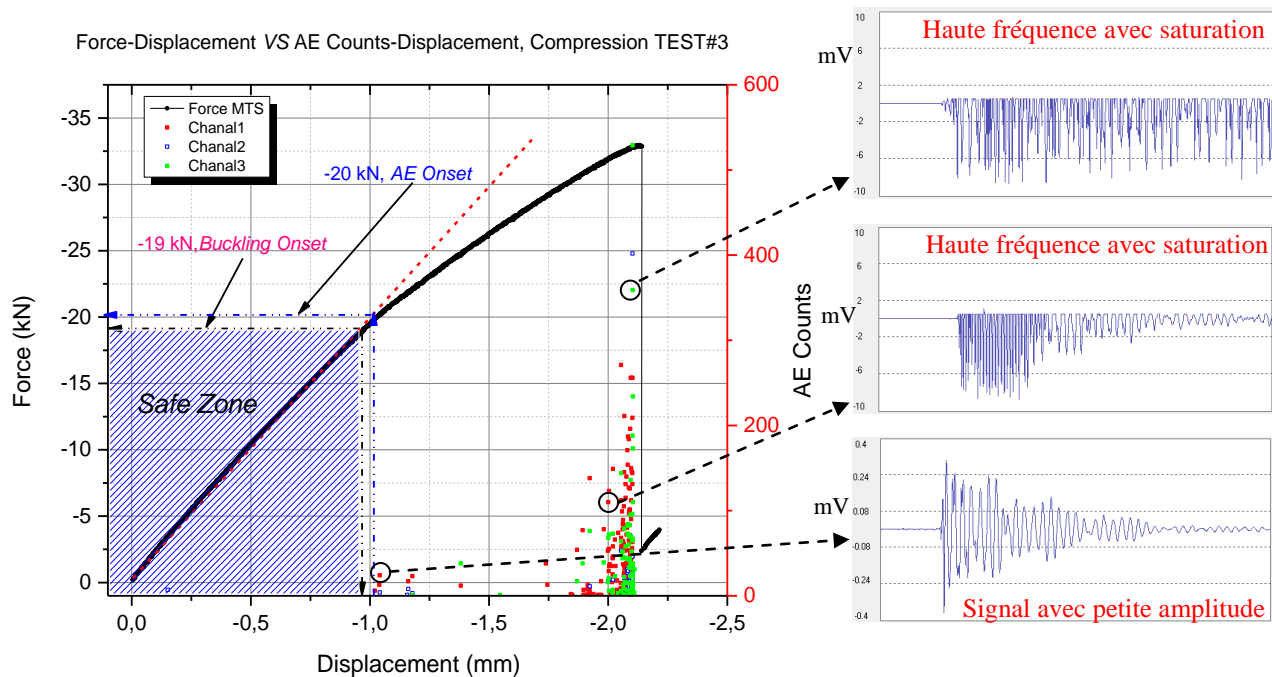 Force-Displacement VS AE Counts-Displacement, Compression TEST#3
Force MTS
Chanal1
Chanal2
Chanal3
-20 kN, AE Onset
-19 kN, Buckling Onset
Safe Zone
Force (kN)
-35
-30
-25
-20
-15
-10
-5
0
0,0
-0,5
-1,0
-1,5
-2,0
-2,5
Displacement (mm)
600
400
200
0
AE Counts
Haute fréquence avec saturation
mV
10
6
2
-2
-6
-10
Haute fréquence avec saturation
mV
10
6
2
-2
-6
-10
mV
0.4
0.24
0.08
-0.08
-0.24
-0.4
Signal avec petite amplitude